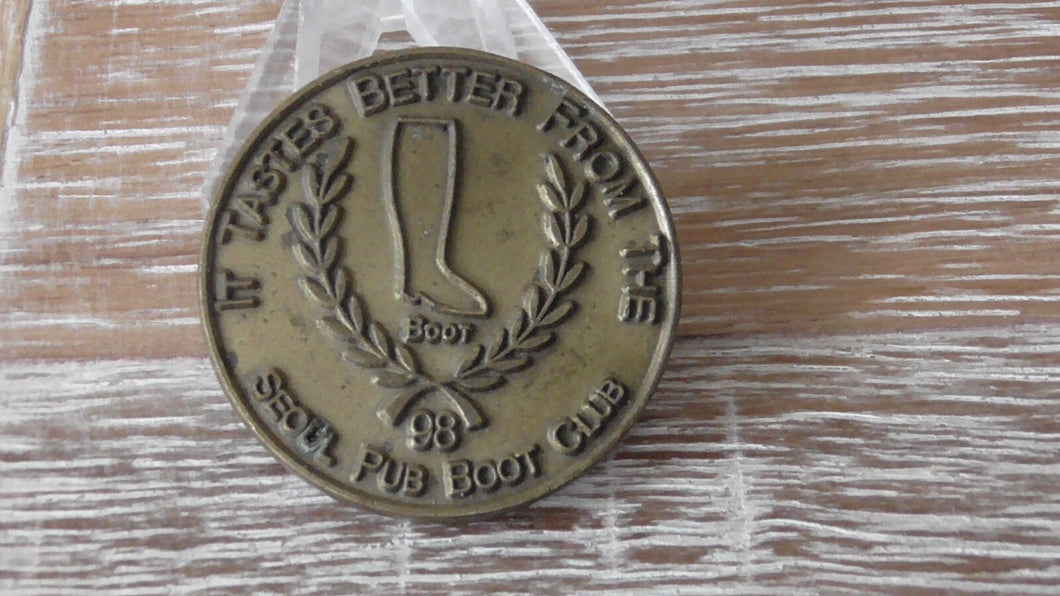 IT TASTES BETTER FROM THE
BOOT
98
SEOUL PUB BOOT CLUB